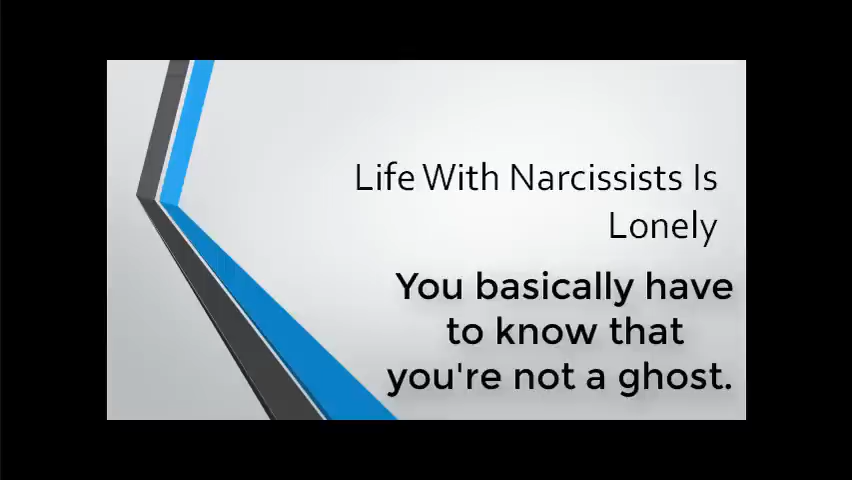 Life With Narcissists Is
Lonely
You basically have
to know that
you're not a ghost.